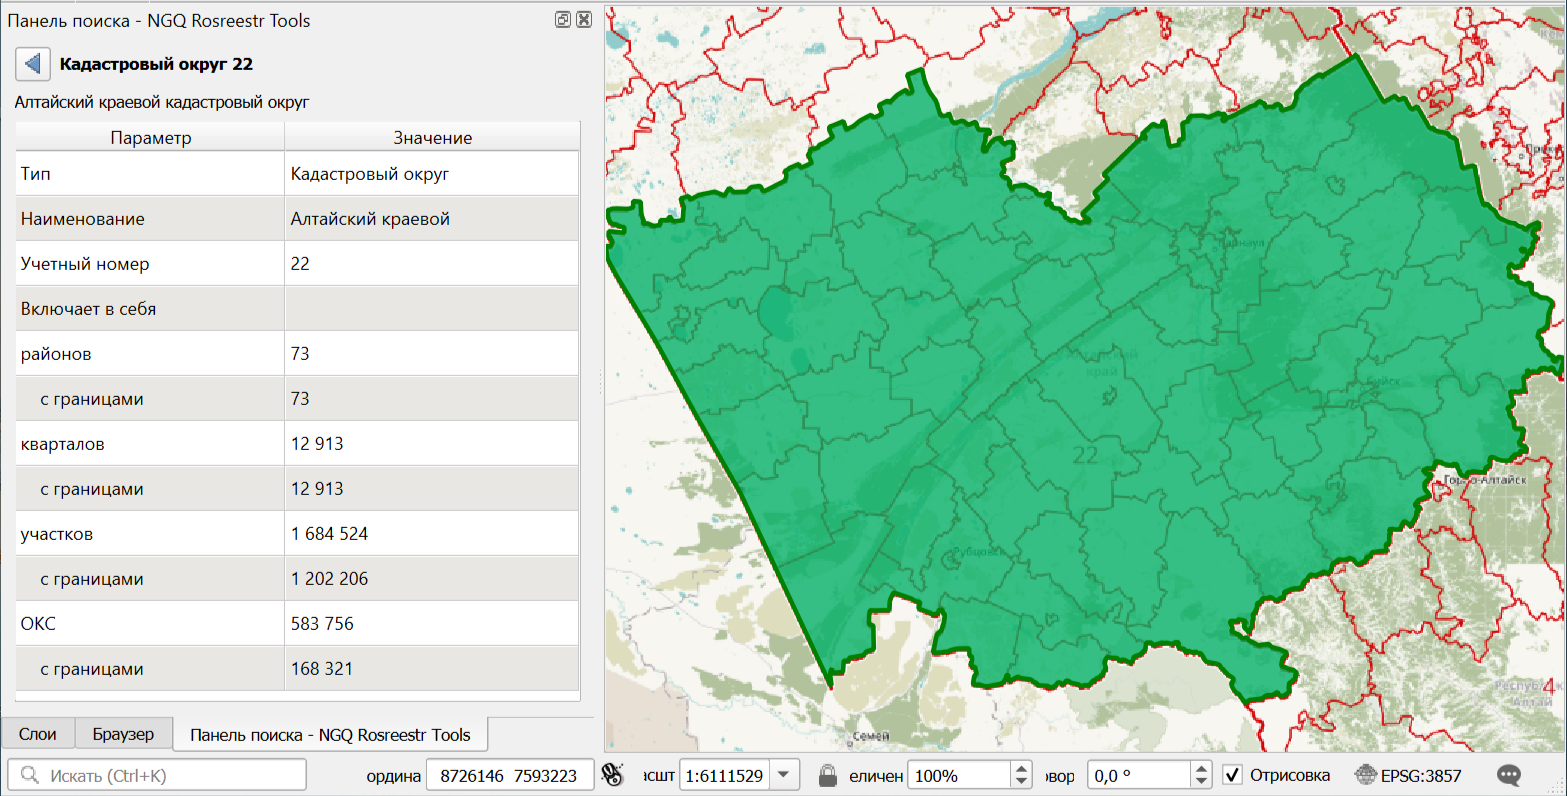 Панель поиска - NGQ Rosreestr Tools
Кадастровый округ 22
Алтайский краевой кадастровый округ
Параметр Значение
Тип Кадастровый округ
Наименование Алтайский краевой
Учетный номер 22
Включает в себя
районов 73
с границами 73
кварталов 12 913
с границами 12 913
участков 1 684 524
с границами 1 202 206
ОКС 583 756
с границами 168 321
Барнаул
Алтайский
край
Бийск
22
Горно-Алтайск
Рубцовск
4
Алтай
Семей
Слои Браузер Панель поиска - NGQ Rosreestr Tools
Искать (Ctrl+K) ордина 8726146 7593223 асшт 1:6111529 еличен 100% овор 0,0 ° Отрисовка EPSG:3857